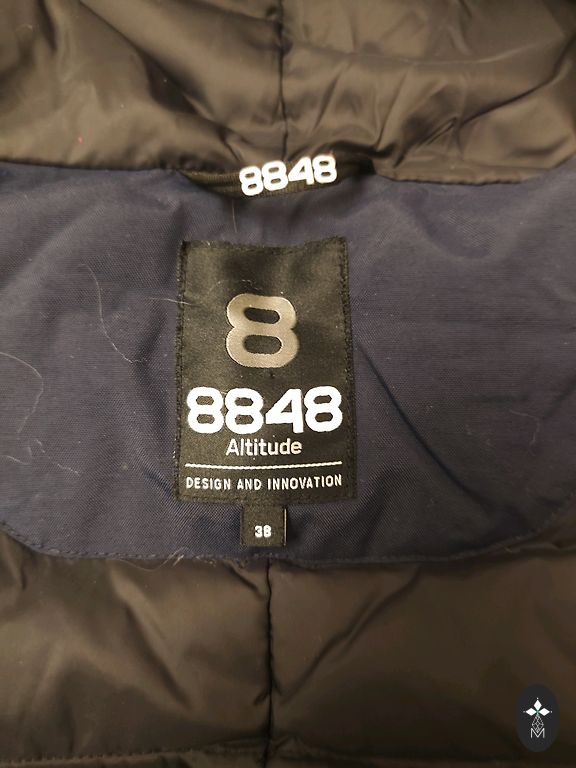 8848
8
8848
Altitude
DESIGN AND INNOVATION
38